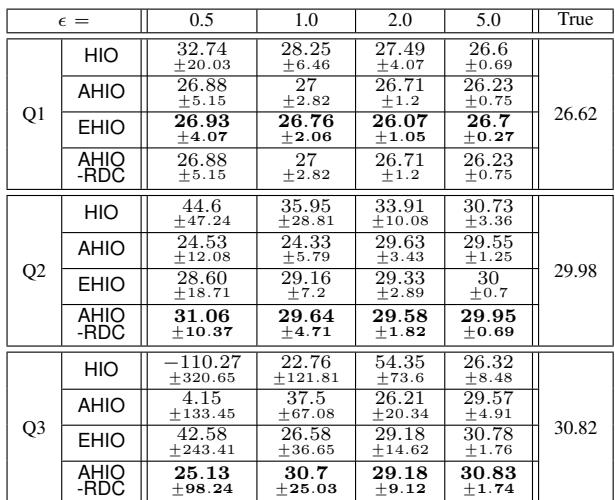 ϵ = 0.5 1.0 2.0 5.0 True
Q1 HIO 32.74 28.25 27.49 26.6 26.62
±20.03 ±6.46 ±4.07 ±0.69
AHIO 26.88 27 26.71 26.23
±5.15 ±2.82 ±1.2 ±0.75
EHIO 26.93 26.76 26.07 26.7
±4.07 ±2.06 ±1.05 ±0.27
AHIO 26.88 27 26.71 26.23
-RDC ±5.15 ±2.82 ±1.2 ±0.75
Q2 HIO 44.6 35.95 33.91 30.73 29.98
±47.24 ±28.81 ±10.08 ±3.36
AHIO 24.53 24.33 29.63 29.55
±12.08 ±5.79 ±3.43 ±1.25
EHIO 28.60 29.16 29.33 30
±18.71 ±7.2 ±2.89 ±0.7
AHIO 31.06 29.64 29.58 29.95
-RDC ±10.37 ±4.71 ±1.82 ±0.69
Q3 HIO −110.27 22.76 54.35 26.32 30.82
±320.65 ±121.81 ±73.6 ±8.48
AHIO 4.15 37.5 26.21 29.57
±133.45 ±67.08 ±20.34 ±4.91
EHIO 42.58 26.58 29.18 30.78
±243.41 ±36.65 ±14.62 ±1.76
AHIO 25.13 30.7 29.18 30.83
-RDC ±98.24 ±25.03 ±9.12 ±1.74